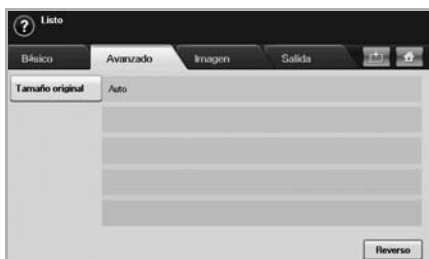 Listo
Básico Avanzado Imagen Salida
Tamaño original Auto
Reverso